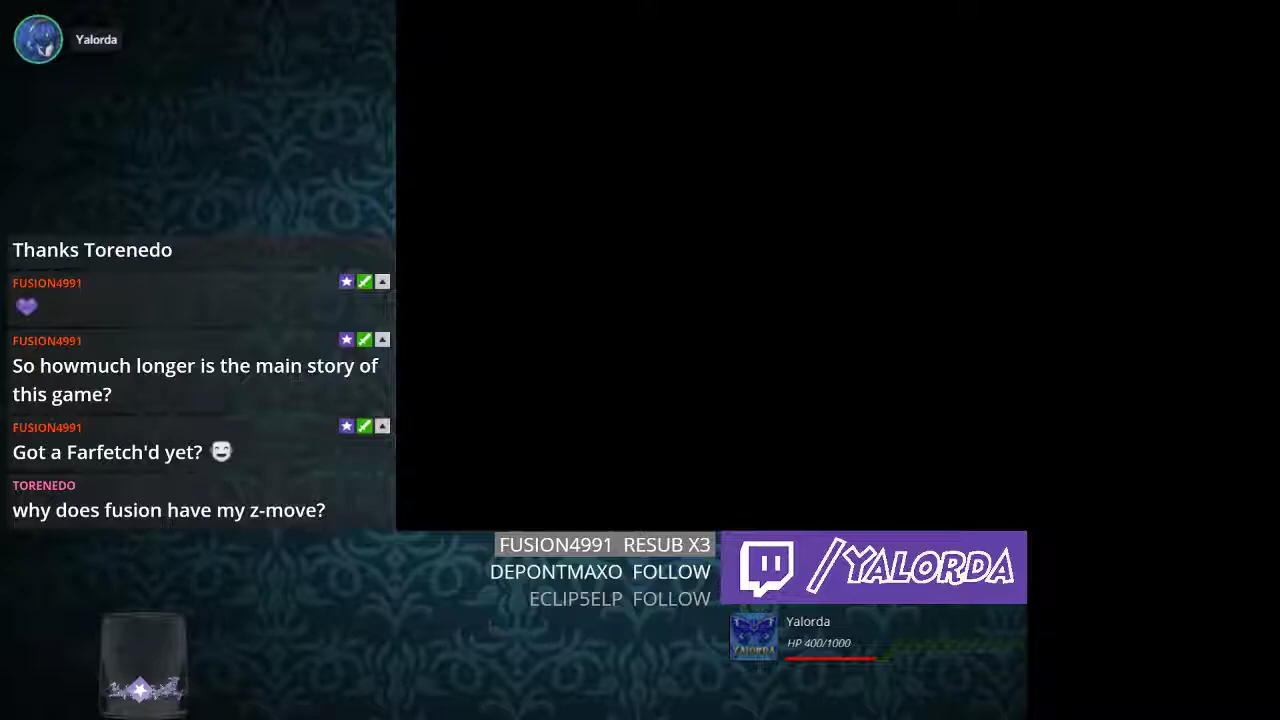 Yalorda
Thanks Torenedo
FUSION4991
FUSION4991
So howmuch longer is the main story of
this game?
FUSION4991
Got a Farfetch'd yet?
TORENEDO
why does fusion have my z-move?
FUSION4991 RESUB X3
DEPONTMAXO FOLLOW
ECLIP5ELP FOLLOW
/YALORDA
Yalorda
HP 400/1000
YALORDA